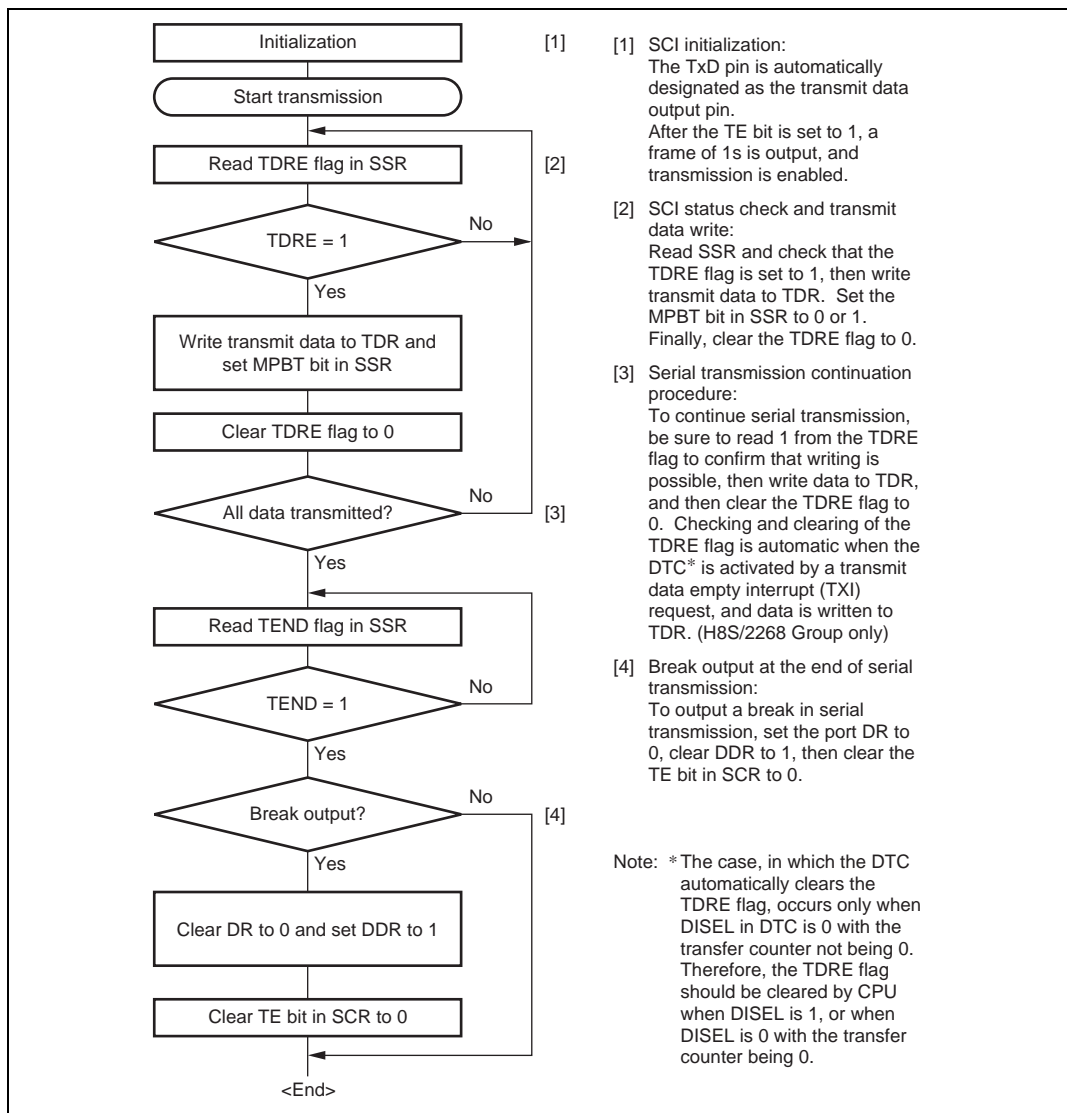 Initialization
[1]
Start transmission
Read TDRE flag in SSR
[2]
TDRE = 1
No
Yes
Write transmit data to TDR and
set MPBT bit in SSR
Clear TDRE flag to 0
All data transmitted?
No
[3]
Yes
Read TEND flag in SSR
TEND = 1
No
Yes
Break output?
No
[4]
Yes
Clear DR to 0 and set DDR to 1
Clear TE bit in SCR to 0
<End>
[1] SCI initialization:
The TxD pin is automatically
designated as the transmit data
output pin.
After the TE bit is set to 1, a
frame of 1s is output, and
transmission is enabled.
[2] SCI status check and transmit
data write:
Read SSR and check that the
TDRE flag is set to 1, then write
transmit data to TDR. Set the
MPBT bit in SSR to 0 or 1.
Finally, clear the TDRE flag to 0.
[3] Serial transmission continuation
procedure:
To continue serial transmission,
be sure to read 1 from the TDRE
flag to confirm that writing is
possible, then write data to TDR,
and then clear the TDRE flag to
0. Checking and clearing of the
TDRE flag is automatic when the
DTC* is activated by a transmit
data empty interrupt (TXI)
request, and data is written to
TDR. (H8S/2268 Group only)
[4] Break output at the end of serial
transmission:
To output a break in serial
transmission, set the port DR to
0, clear DDR to 1, then clear the
TE bit in SCR to 0.
Note: * The case, in which the DTC
automatically clears the
TDRE flag, occurs only when
DISEL in DTC is 0 with the
transfer counter not being 0.
Therefore, the TDRE flag
should be cleared by CPU
when DISEL is 1, or when
DISEL is 0 with the transfer
counter being 0.